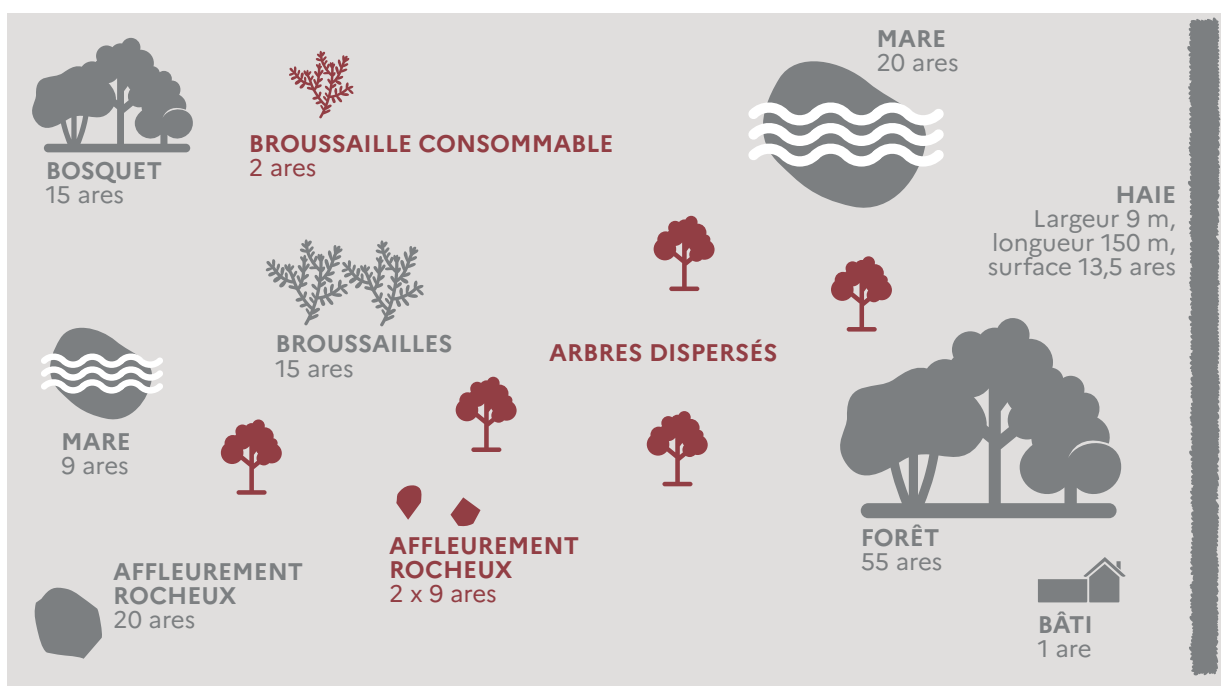 BOSQUET
15 ares
BROUSSAILLE CONSOMMABLE
2 ares
MARE
20 ares
HAIE
Largeur 9 m,
longueur 150 m,
surface 13,5 ares
BROUSSAILLES
15 ares
ARBRES DISPERSÉS
MARE
9 ares
AFFLEUREMENT
ROCHEUX
2 x 9 ares
FORÊT
55 ares
AFFLEUREMENT
ROCHEUX
20 ares
BÂTI
1 are